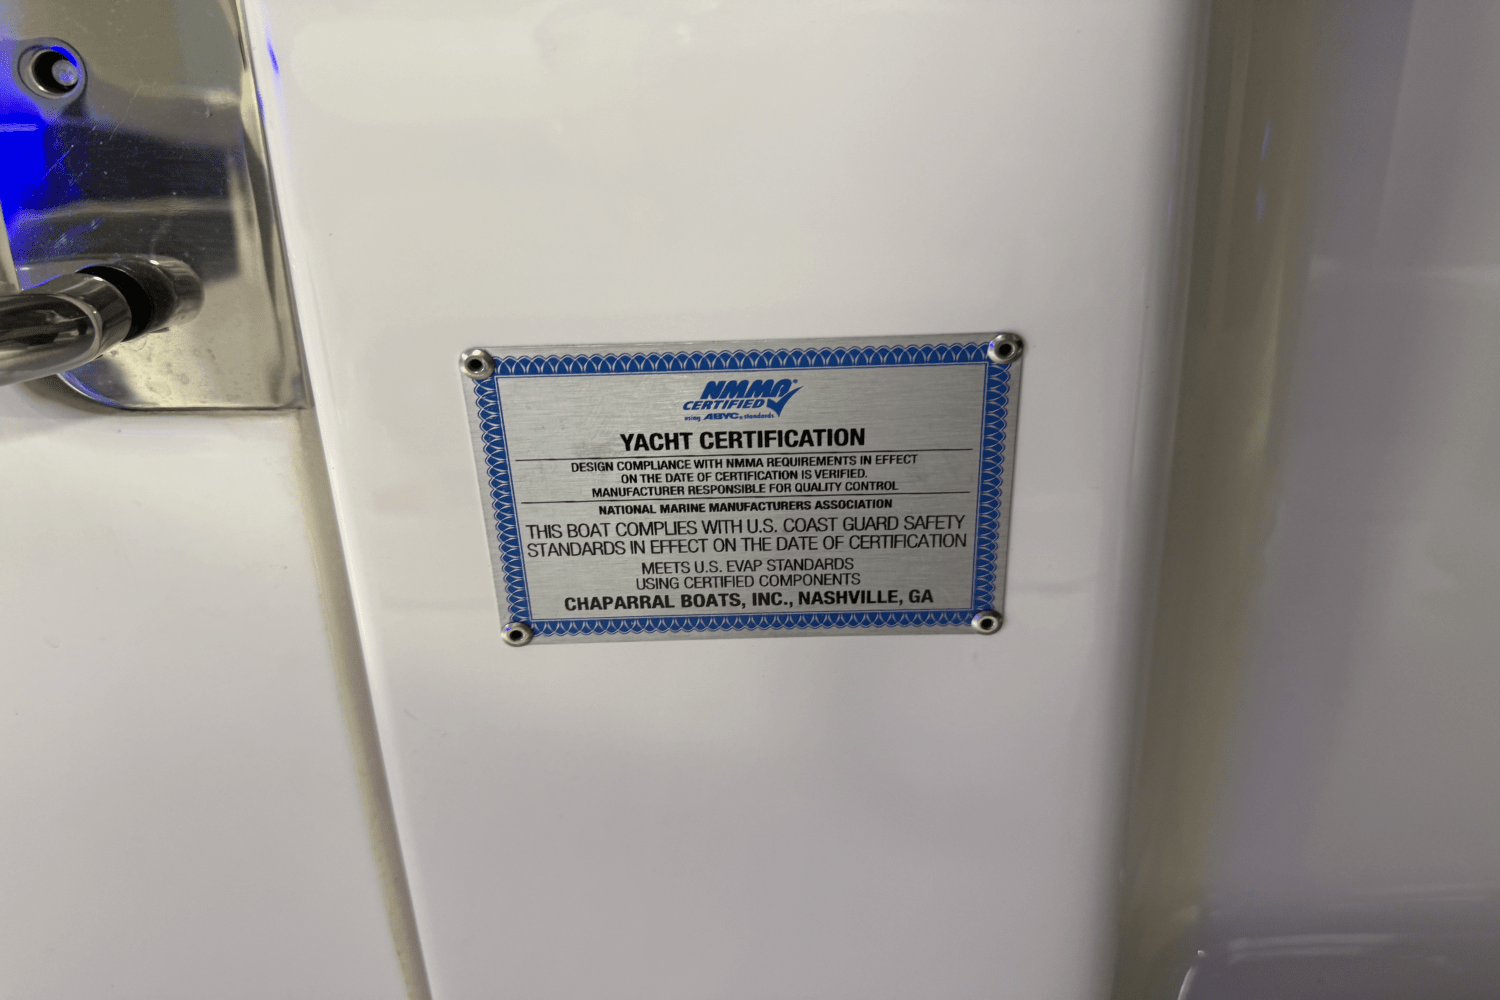 NMMA®
CERTIFIED
using ABYC® standards
YACHT CERTIFICATION
DESIGN COMPLIANCE WITH NMMA REQUIREMENTS IN EFFECT
ON THE DATE OF CERTIFICATION IS VERIFIED.
MANUFACTURER RESPONSIBLE FOR QUALITY CONTROL
NATIONAL MARINE MANUFACTURERS ASSOCIATION
THIS BOAT COMPLIES WITH U.S. COAST GUARD SAFETY
STANDARDS IN EFFECT ON THE DATE OF CERTIFICATION
MEETS U.S. EVAP STANDARDS
USING CERTIFIED COMPONENTS
CHAPARRAL BOATS, INC., NASHVILLE, GA